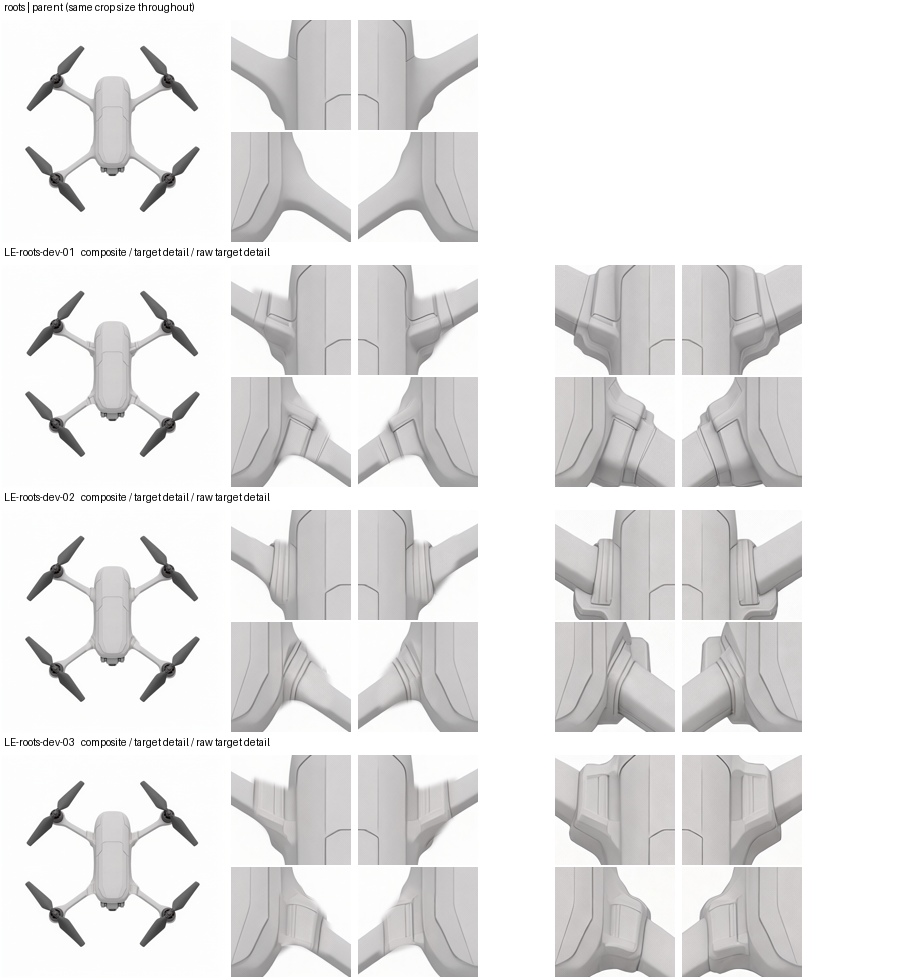 roots | parent (same crop size throughout)
LE-roots-dev-01 composite / target detail / raw target detail
LE-roots-dev-02 composite / target detail / raw target detail
LE-roots-dev-03 composite / target detail / raw target detail